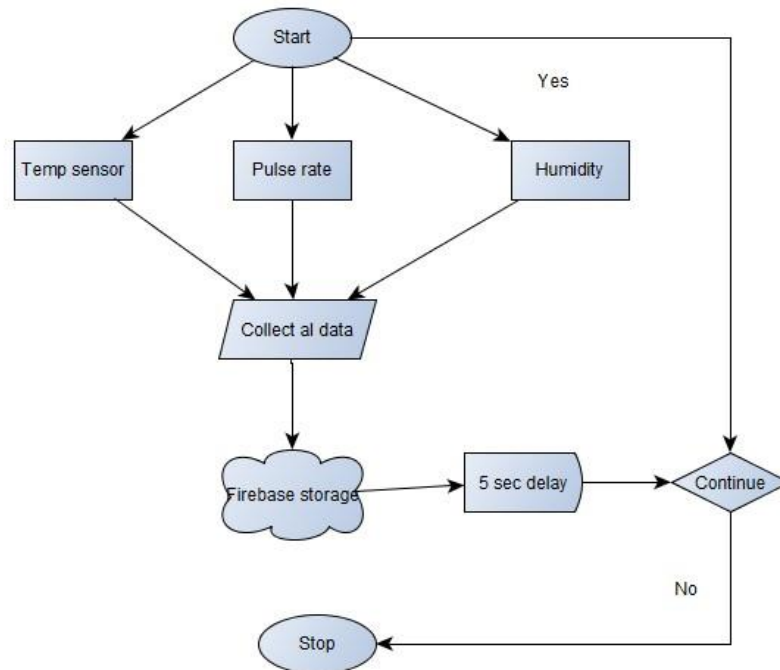 Start
Yes
Temp sensor
Pulse rate
Humidity
Collect al data
Firebase storage
5 sec delay
Continue
No
Stop